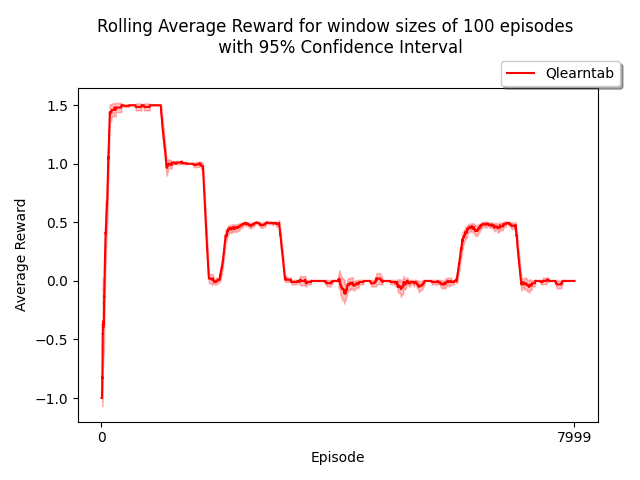 Rolling Average Reward for window sizes of 100 episodes
with 95% Confidence Interval
Qlearntab
1.5
1.0
0.5
0.0
−0.5
−1.0
Average Reward
0
7999
Episode